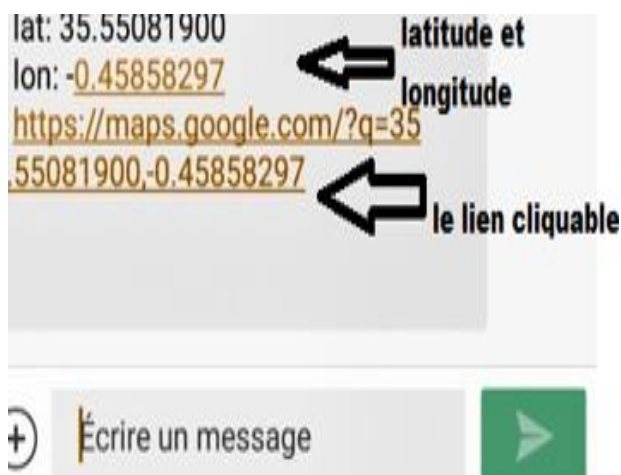 lat: 35.55081900
lon: -0.45858297
https://maps.google.com/?q=35
.55081900,-0.45858297
latitude et
longitude
le lien cliquable
Écrire un message